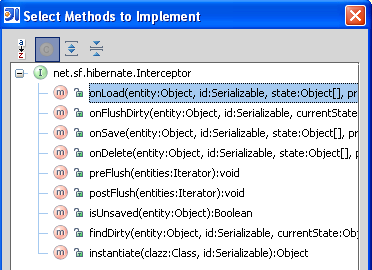 Select Methods to Implement
net.sf.hibernate.Interceptor
onLoad(entity:Object, id:Serializable, state:Object[], pr
onFlushDirty(entity:Object, id:Serializable, currentState
onSave(entity:Object, id:Serializable, state:Object[], pr
onDelete(entity:Object, id:Serializable, state:Object[], p
preFlush(entities:Iterator):void
postFlush(entities:Iterator):void
isUnsaved(entity:Object):Boolean
findDirty(entity:Object, id:Serializable, currentState:Ob
instantiate(clazz:Class, id:Serializable):Object